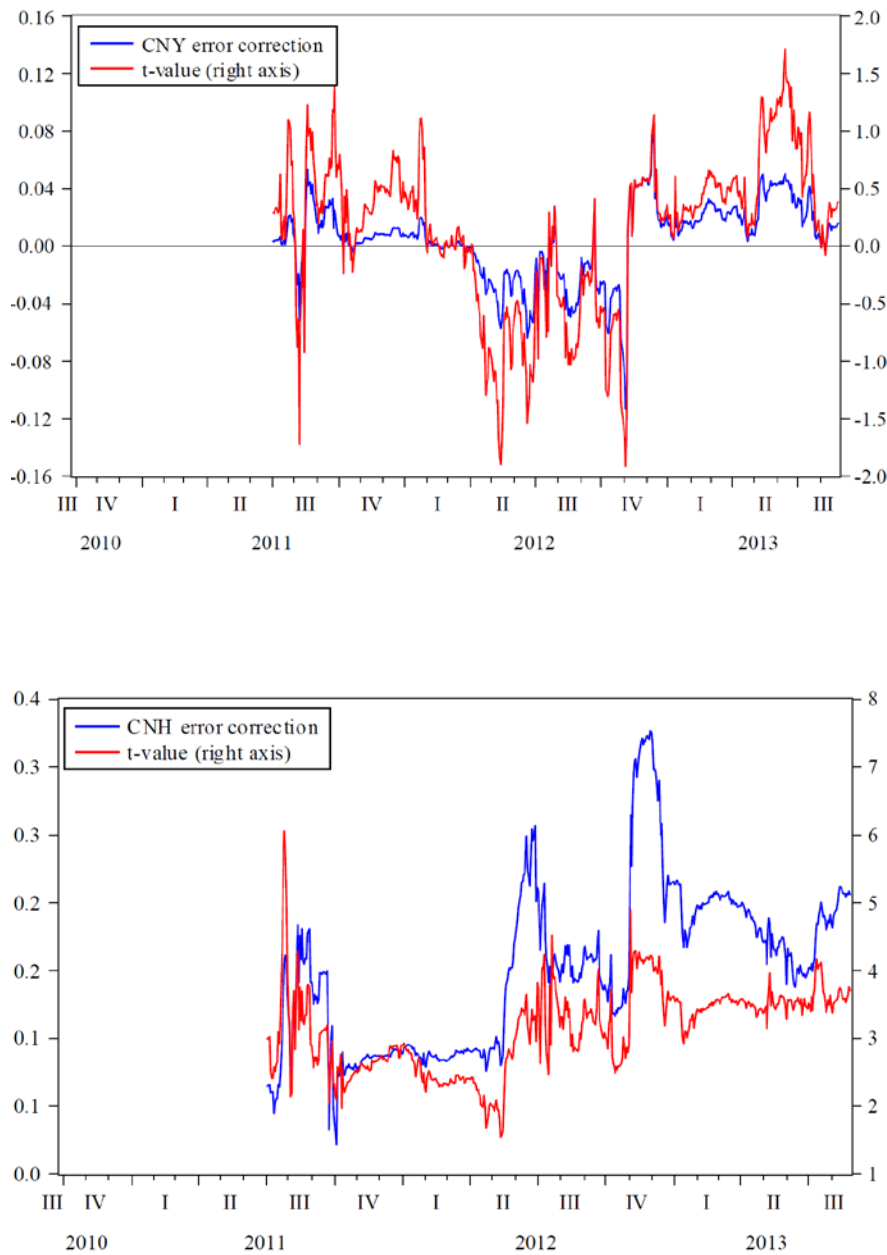 CNY error correction
t-value (right axis)
0.16 2.0
0.12 1.5
0.08 1.0
0.04 0.5
0.00 0.0
-0.04 -0.5
-0.08 -1.0
-0.12 -1.5
-0.16 -2.0
III IV I II III IV I II III IV I II III
2010 2011 2012 2013
CNH error correction
t-value (right axis)
0.4 8
0.3 7
0.3 6
0.2 5
0.2 4
0.1 3
0.1 2
0.0 1
III IV I II III IV I II III IV I II III
2010 2011 2012 2013